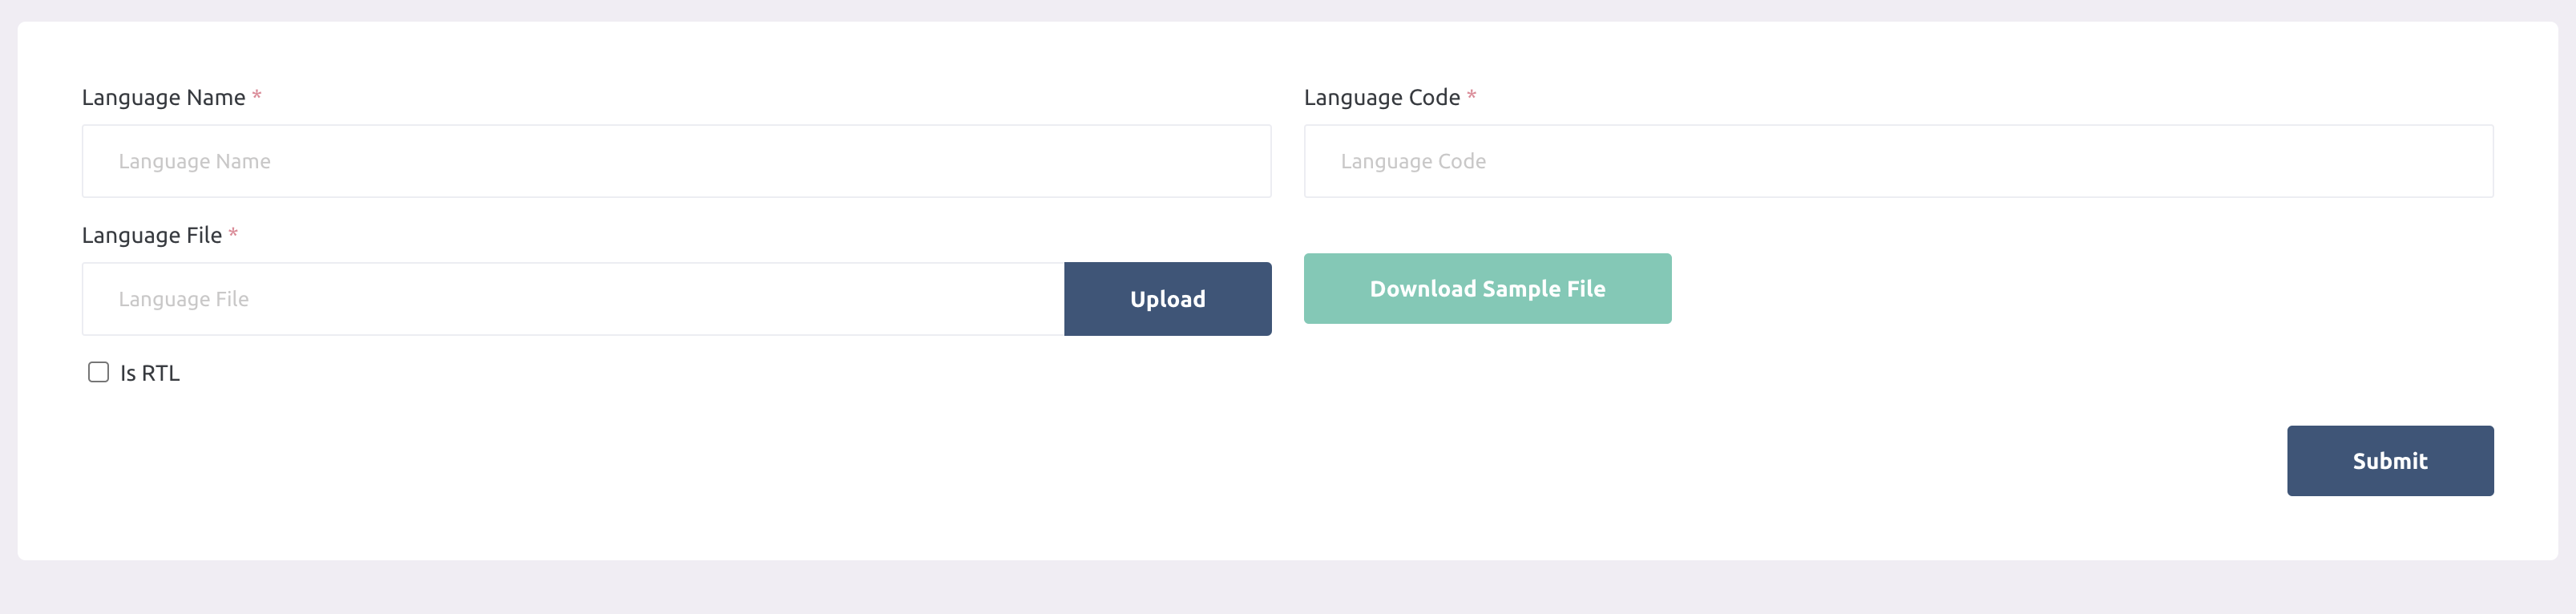 Language Name *
Language Code *
Language Name
Language Code
Language File *
Language File
Upload
Download Sample File
Is RTL
Submit